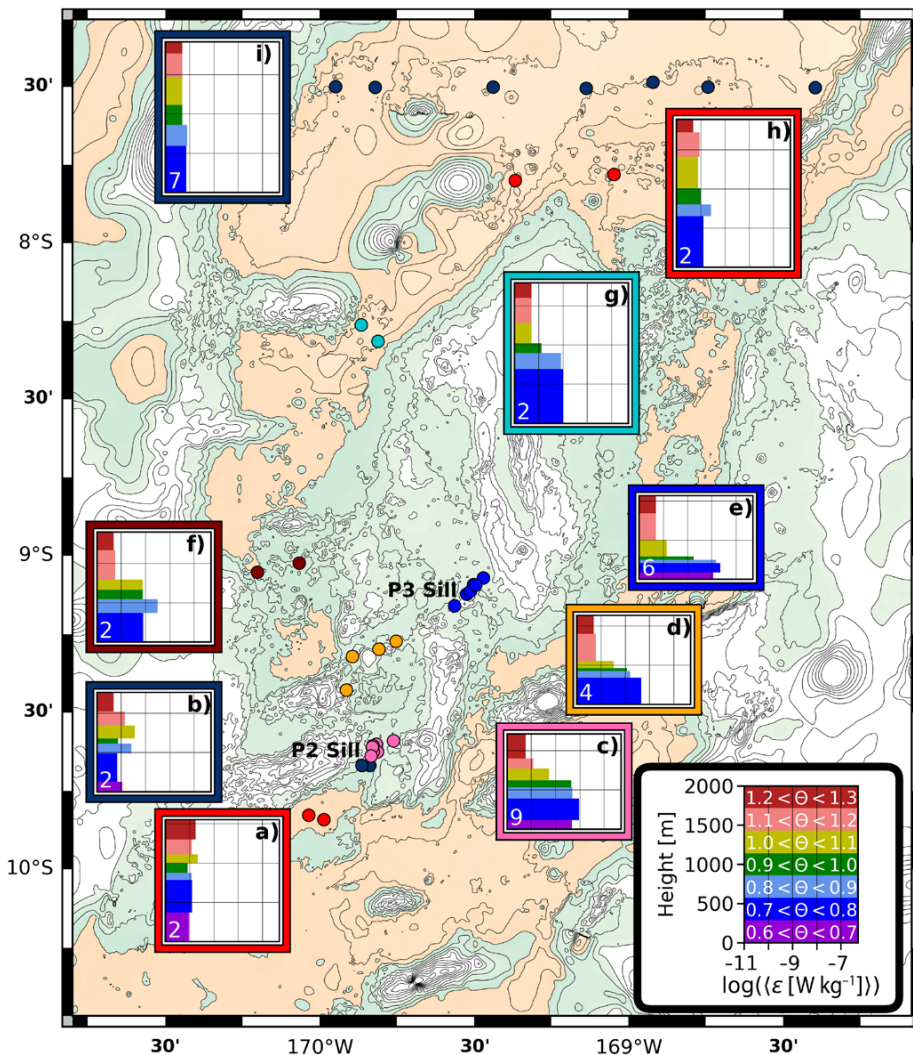 i)
7
30'
h)
2
8°S
g)
2
30'
e)
6
f)
2
9°S
P3 Sill
d)
4
b)
2
30'
P2 Sill
c)
9
a)
2
10°S
Height [m]
2000
1500
1000
500
0
1.2 < Θ < 1.3
1.1 < Θ < 1.2
1.0 < Θ < 1.1
0.9 < Θ < 1.0
0.8 < Θ < 0.9
0.7 < Θ < 0.8
0.6 < Θ < 0.7
-11 -9 -7
log(⟨⟨ε [W kg⁻¹]⟩⟩)
30' 170°W 30' 169°W 30'